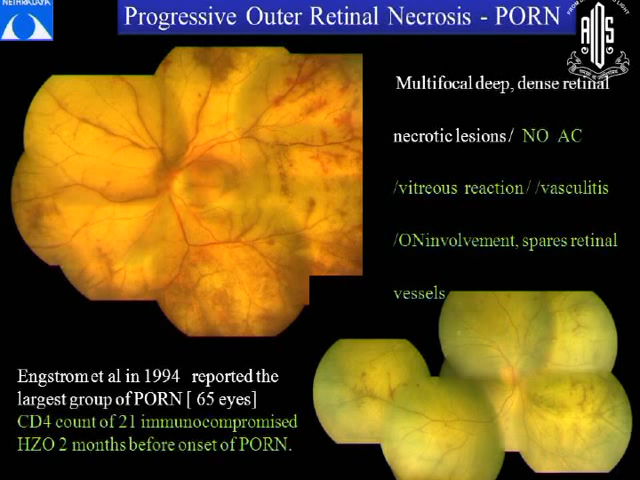 NETHRALAYA
Progressive Outer Retinal Necrosis - PORN
AIOS
Multifocal deep, dense retinal
necrotic lesions / NO AC
/vitreous reaction / /vasculitis
/ONinvolvement, spares retinal
vessels
Engstrom et al in 1994 reported the
largest group of PORN [ 65 eyes]
CD4 count of 21 immunocompromised
HZO 2 months before onset of PORN.